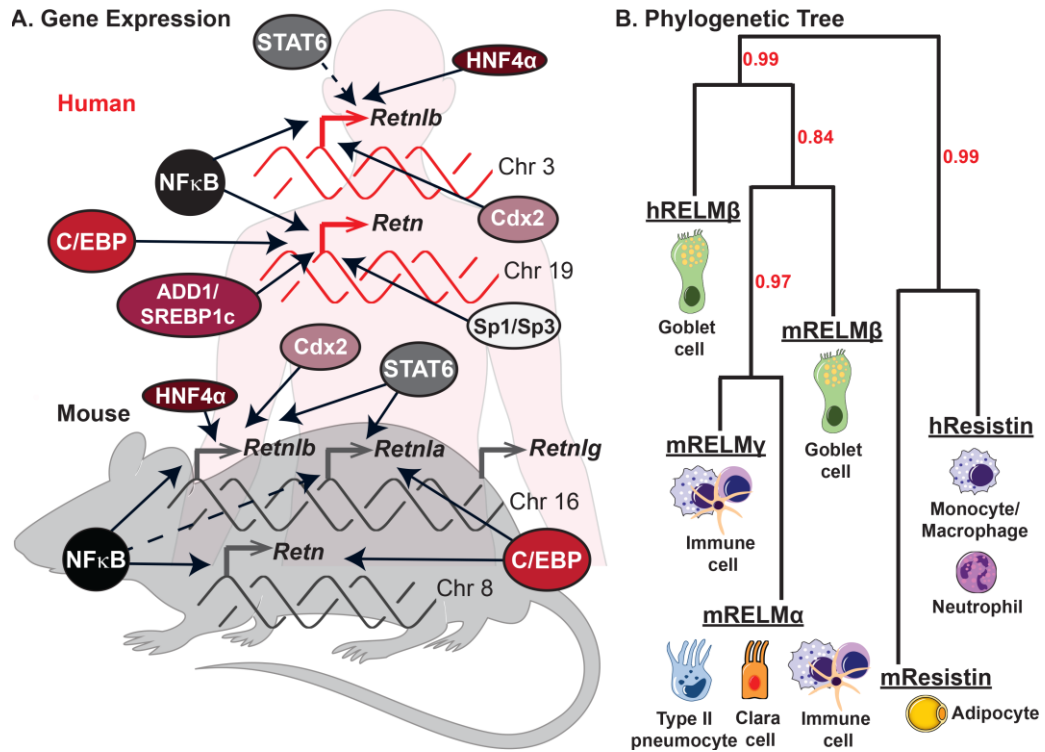 A. Gene Expression
STAT6
HNF4α
Human
Retnlb
Chr 3
NFκB
Cdx2
Retn
C/EBP
Chr 19
ADD1/
SREBP1c
Sp1/Sp3
Cdx2
STAT6
HNF4α
Mouse
Retnlb
Retnla
Retnlg
Chr 16
NFκB
Retn
C/EBP
Chr 8
B. Phylogenetic Tree
0.99
0.84
0.99
hRELMβ
0.97
Goblet
cell
mRELMβ
Goblet
cell
mRELMγ
Immune
cell
hResistin
Monocyte/
Macrophage
Neutrophil
mRELMα
Type II
pneumocyte
Clara
cell
Immune
cell
mResistin
Adipocyte